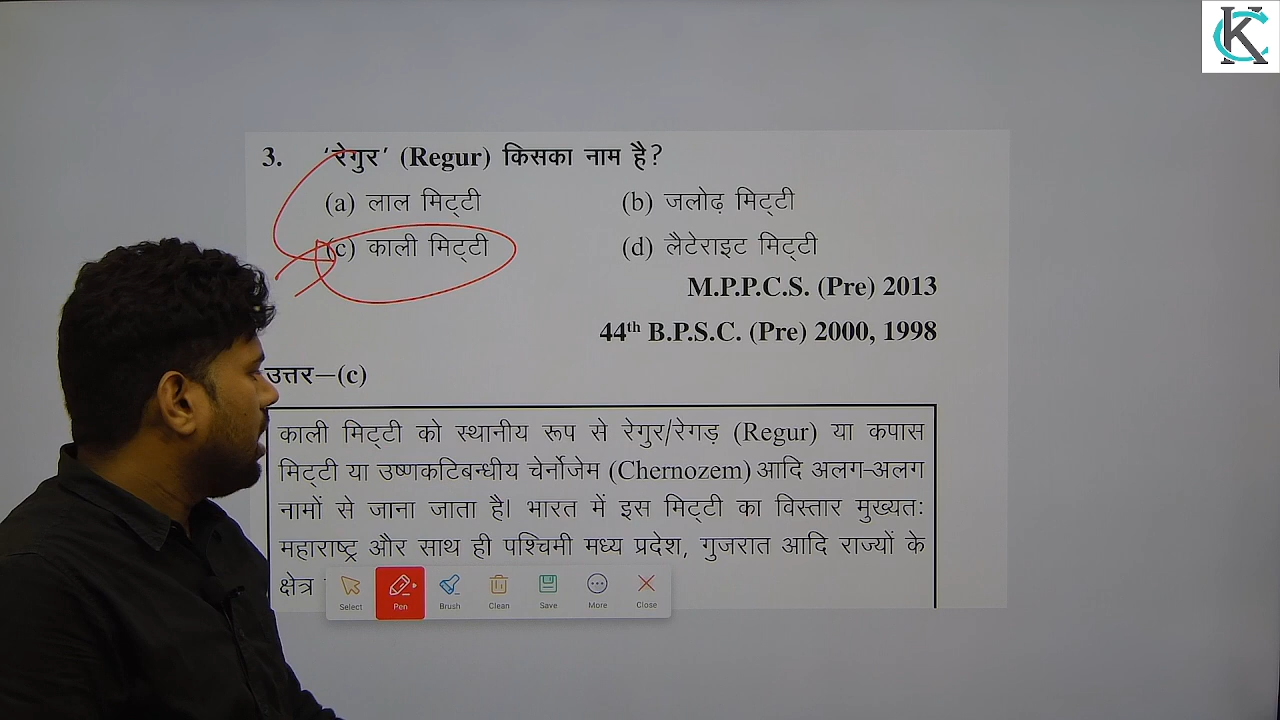 KC
3. ‘रेगुर’ (Regur) किसका नाम है?
(a) लाल मिट्टी (b) जलोढ़ मिट्टी
(c) काली मिट्टी (d) लैटेराइट मिट्टी
M.P.P.C.S. (Pre) 2013
44th B.P.S.C. (Pre) 2000, 1998
उत्तर—(c)
काली मिट्टी को स्थानीय रूप से रेगुर/रेगड़ (Regur) या कपास
मिट्टी या उष्णकटिबन्धीय चेर्नोजेम (Chernozem) आदि अलग-अलग
नामों से जाना जाता है। भारत में इस मिट्टी का विस्तार मुख्यतः
महाराष्ट्र और साथ ही पश्चिमी मध्य प्रदेश, गुजरात आदि राज्यों के
क्षेत्र
Select Pen Brush Clean Save More Close